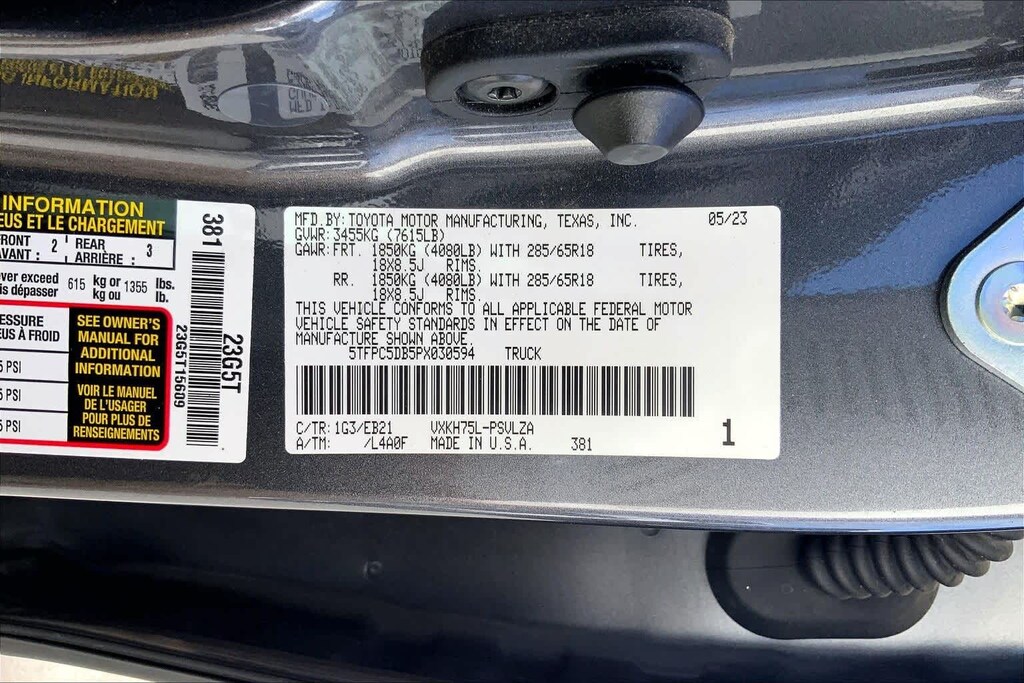 INFORMATION
EUS ET LE CHARGEMENT
RONT
AVANT : 2
REAR
ARRIÈRE : 3
ver exceed
is dépasser 615 kg or
kg ou 1355 lbs.
lb.
ESSURE
EUS À FROID
5 PSI
5 PSI
5 PSI
SEE OWNER'S
MANUAL FOR
ADDITIONAL
INFORMATION
VOIR LE MANUEL
DE L'USAGER
POUR PLUS DE
RENSEIGNEMENTS
381
23G5T15609
23G5T
MFD. BY: TOYOTA MOTOR MANUFACTURING, TEXAS, INC. 05/23
GVWR: 3455KG (7615LB)
GAWR: FRT. 1850KG (4080LB) WITH 285/65R18 TIRES,
18X8.5J RIMS.
RR. 1850KG (4080LB) WITH 285/65R18 TIRES,
18X8.5J RIMS.
THIS VEHICLE CONFORMS TO ALL APPLICABLE FEDERAL MOTOR
VEHICLE SAFETY STANDARDS IN EFFECT ON THE DATE OF
MANUFACTURE SHOWN ABOVE.
5TFPC5DB5PX030594 TRUCK
C/TR: 1G3/EB21 VXKH75L-PSVLZA
A/TM: /L4A0F MADE IN U.S.A. 381
1